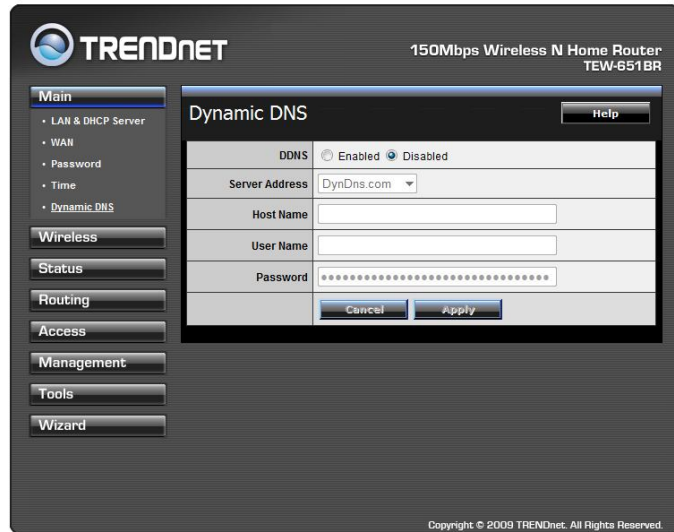 TRENDNET
150Mbps Wireless N Home Router
TEW-651BR
Main
• LAN & DHCP Server
• WAN
• Password
• Time
• Dynamic DNS
Wireless
Status
Routing
Access
Management
Tools
Wizard
Dynamic DNS
Help
DDNS Enabled Disabled
Server Address DynDns.com
Host Name
User Name
Password ••••••••••••••••••••••••••••••••
Cancel Apply
Copyright © 2009 TRENDnet. All Rights Reserved.